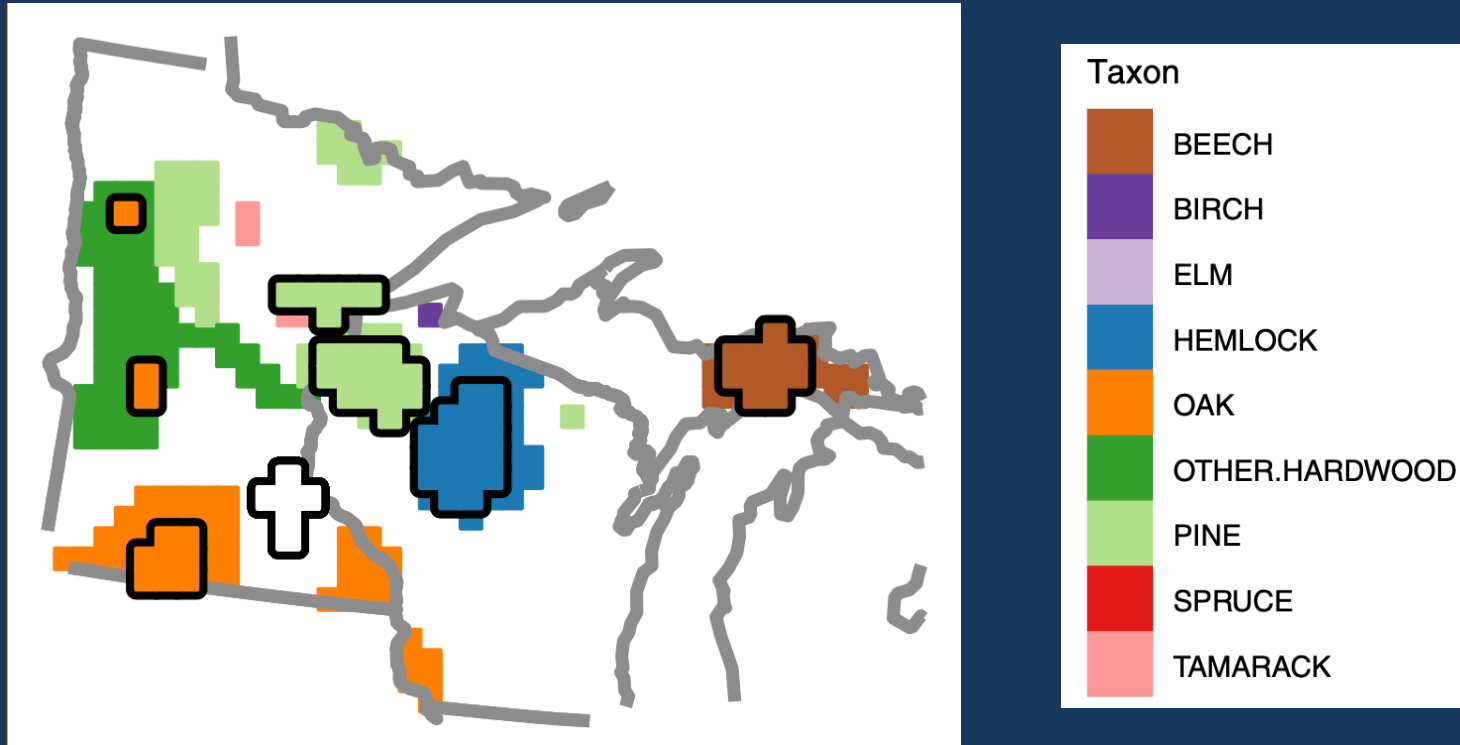 Taxon
BEECH
BIRCH
ELM
HEMLOCK
OAK
OTHER.HARDWOOD
PINE
SPRUCE
TAMARACK